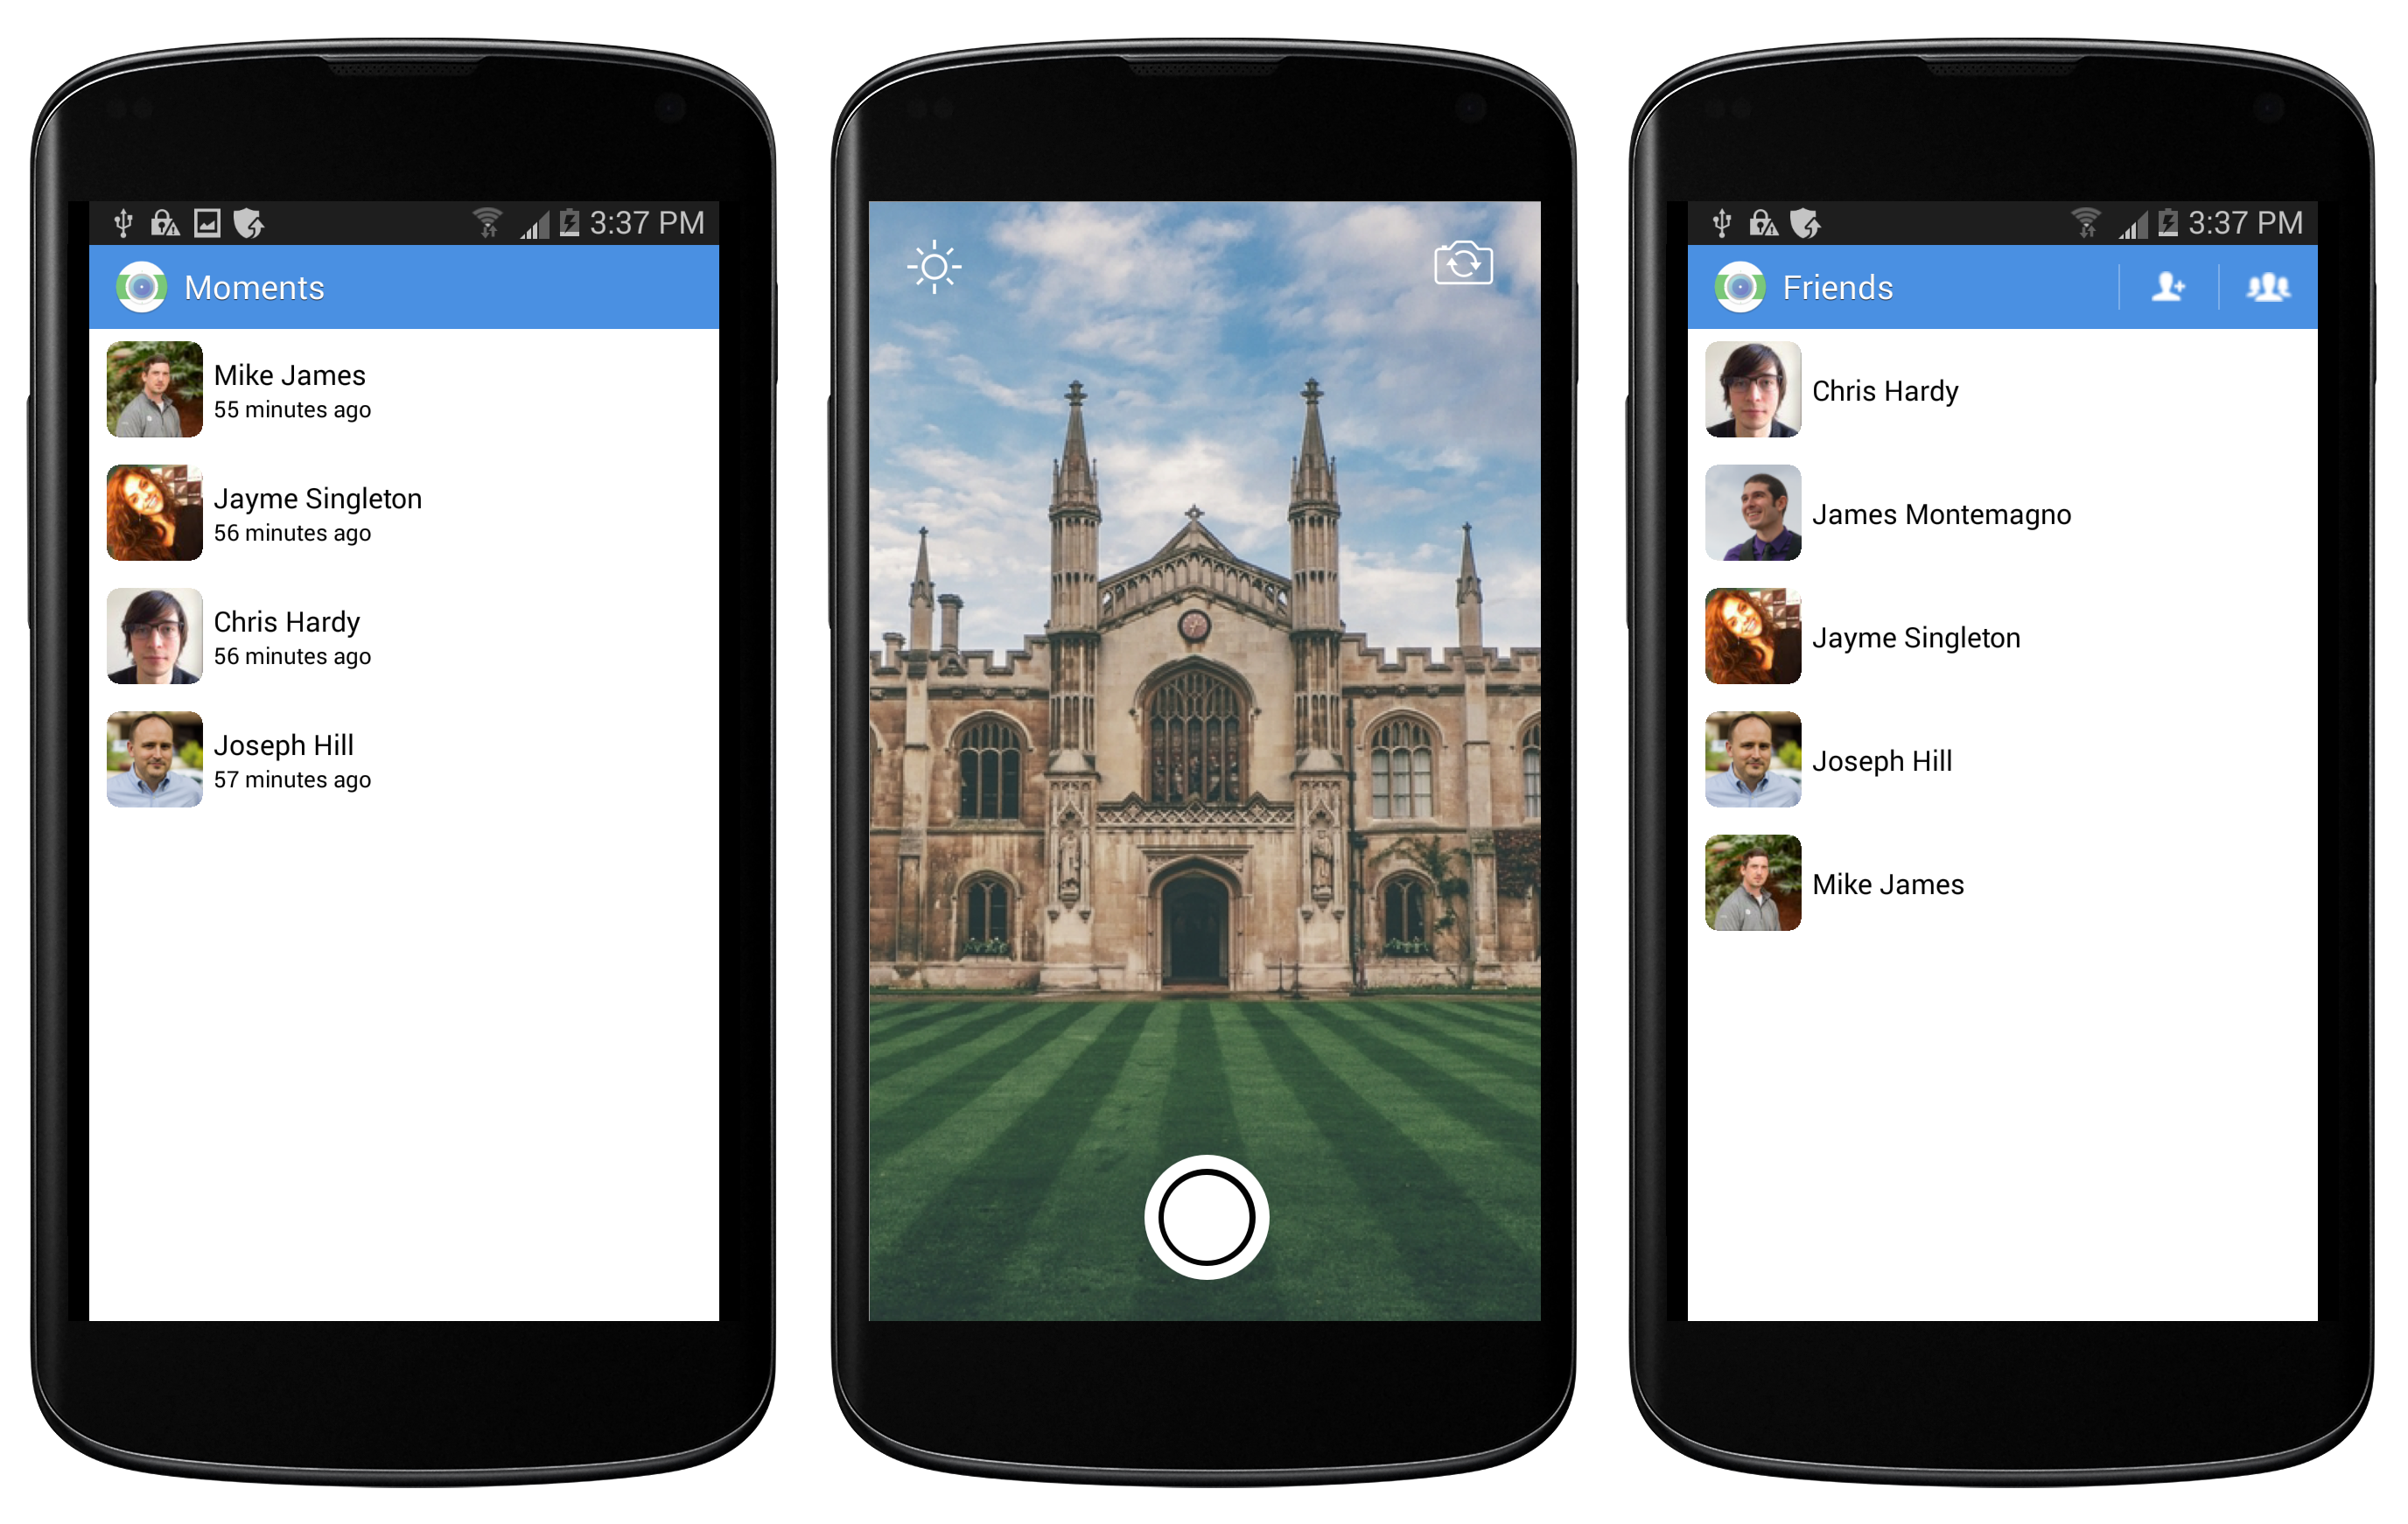 3:37 PM
Moments
Mike James
55 minutes ago
Jayme Singleton
56 minutes ago
Chris Hardy
56 minutes ago
Joseph Hill
57 minutes ago
3:37 PM
Friends
Chris Hardy
James Montemagno
Jayme Singleton
Joseph Hill
Mike James